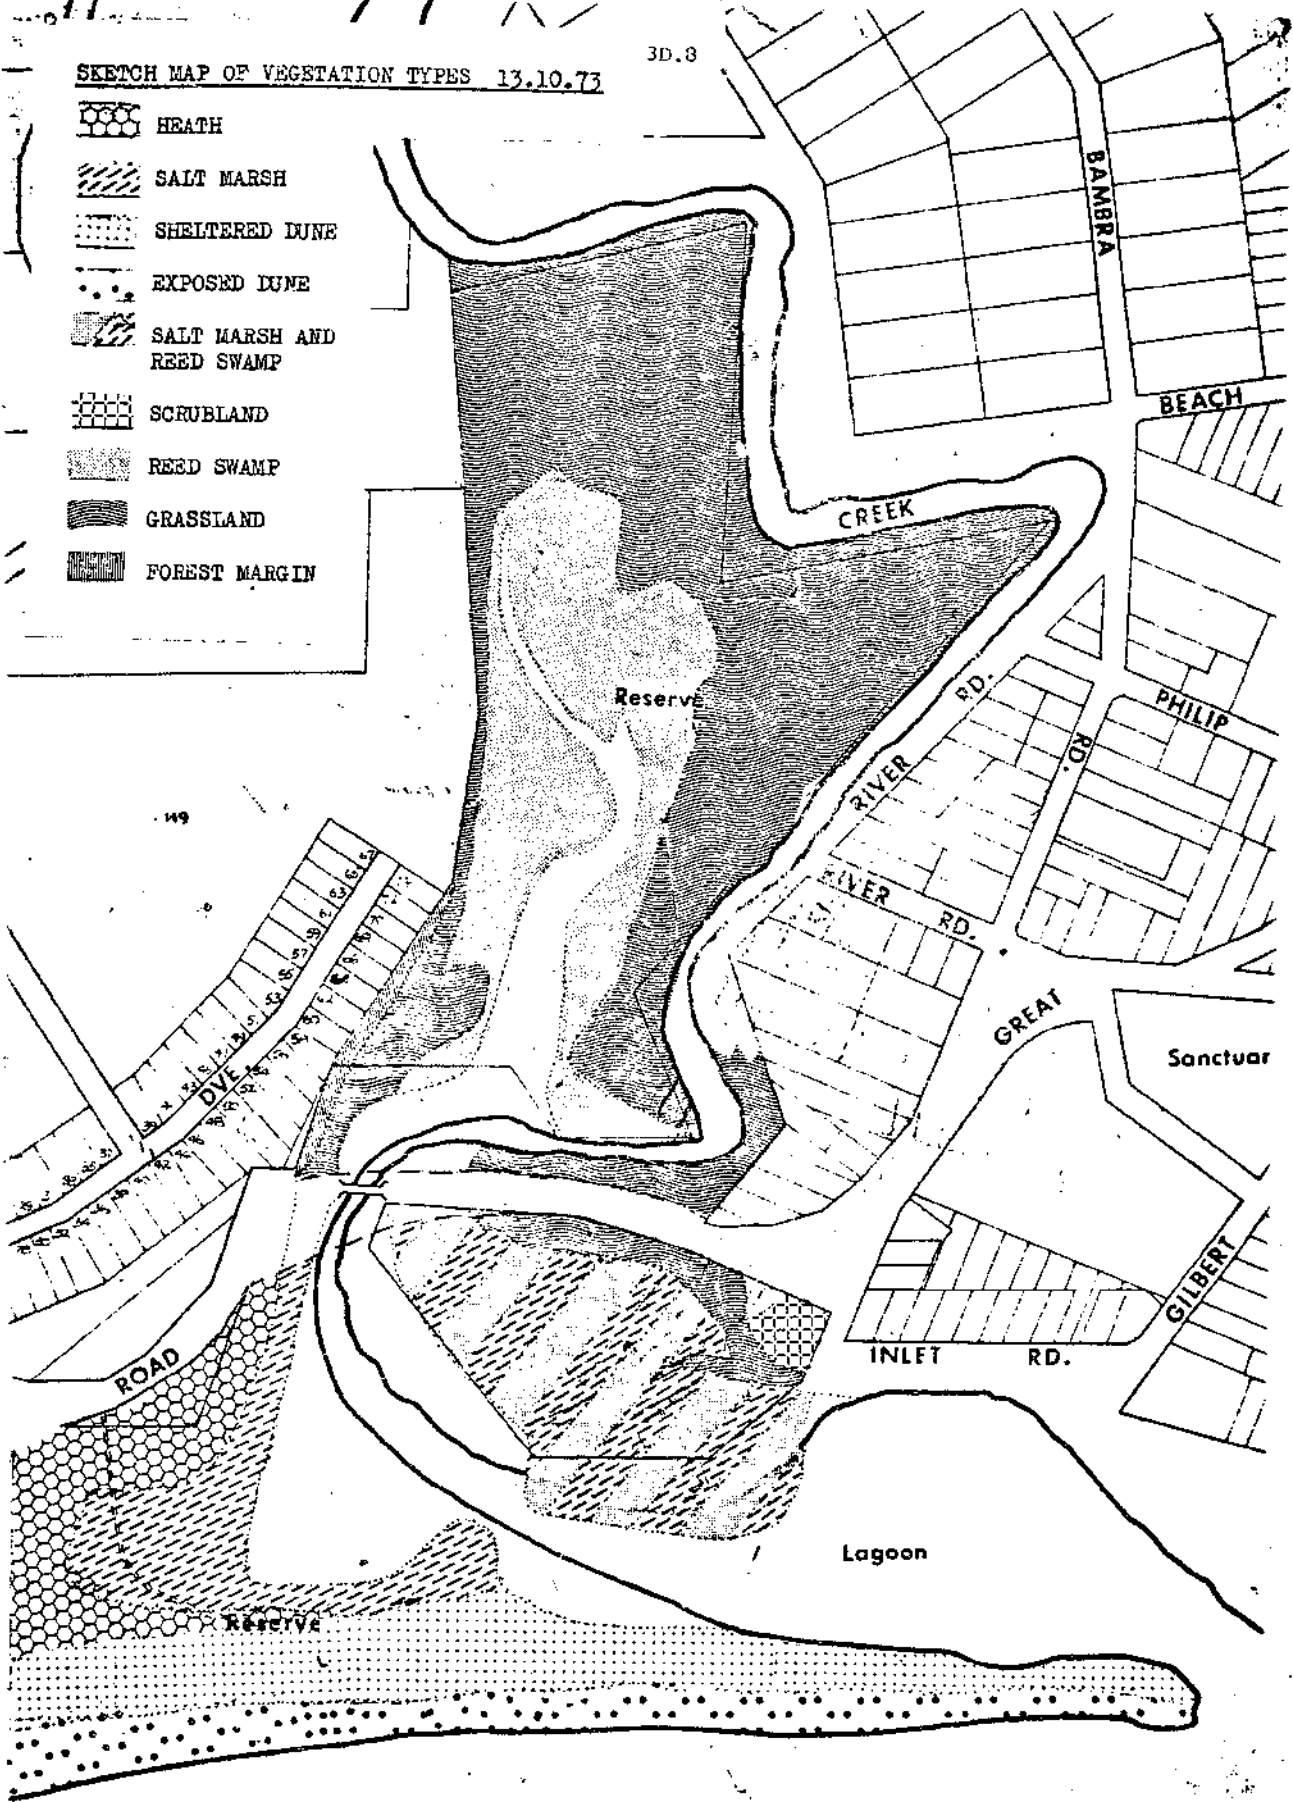 3D.8
SKETCH MAP OF VEGETATION TYPES 13.10.73
HEATH
SALT MARSH
SHELTERED DUNE
EXPOSED DUNE
SALT MARSH AND
REED SWAMP
SCRUBLAND
REED SWAMP
GRASSLAND
FOREST MARGIN
BAMBRA
BEACH
CREEK
Reserve
RD.
RIVER
PHILIP
RD.
RIVER
RD.
GREAT
Sanctuar
DVE
ROAD
GILBERT
INLET RD.
Lagoon
Reserve